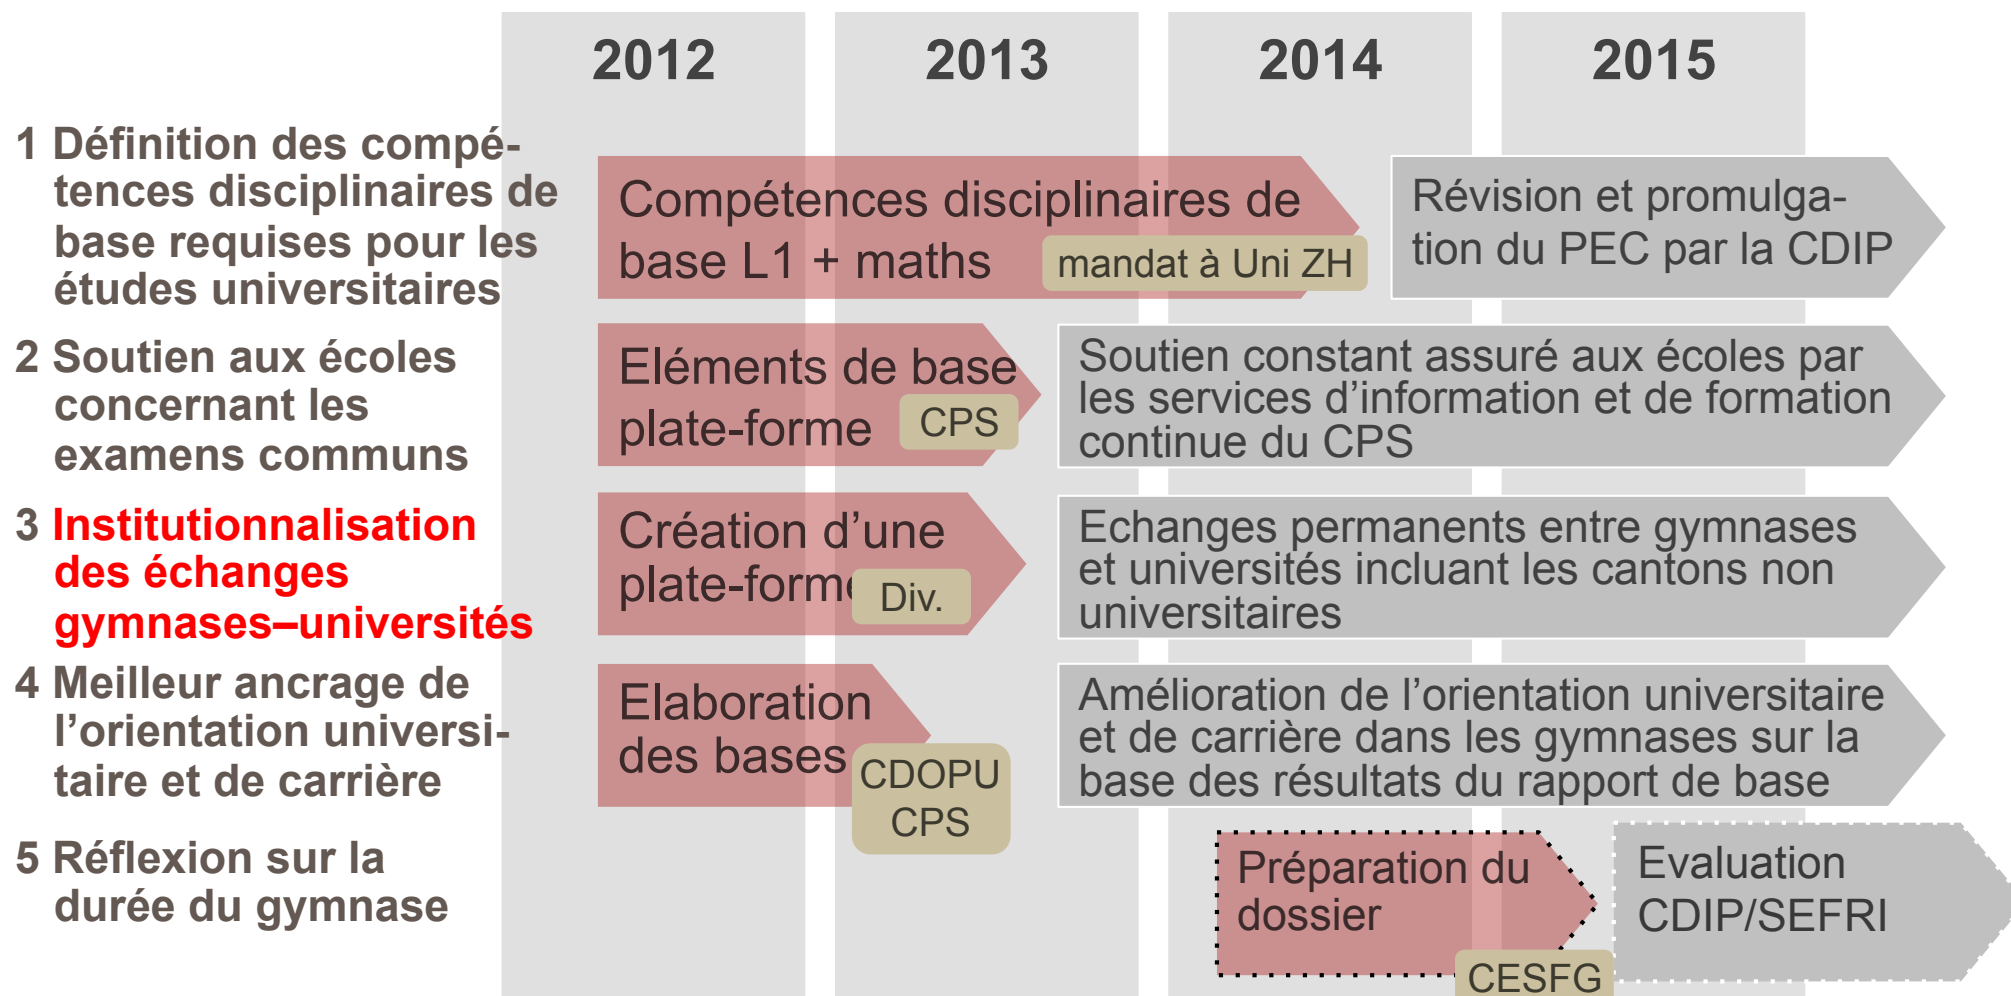 2012 2013 2014 2015
1 Définition des compé-
tences disciplinaires de
base requises pour les
études universitaires
Compétences disciplinaires de
base L1 + maths
mandat à Uni ZH
Révision et promulga-
tion du PEC par la CDIP
2 Soutien aux écoles
concernant les
examens communs
Eléments de base
plate-forme
CPS
Soutien constant assuré aux écoles par
les services d’information et de formation
continue du CPS
3 Institutionnalisation
des échanges
gymnases–universités
Création d’une
plate-forme
Div.
Echanges permanents entre gymnases
et universités incluant les cantons non
universitaires
4 Meilleur ancrage de
l’orientation universi-
taire et de carrière
Elaboration
des bases
CDOPU
CPS
Amélioration de l’orientation universitaire
et de carrière dans les gymnases sur la
base des résultats du rapport de base
5 Réflexion sur la
durée du gymnase
Préparation du
dossier
CESFG
Evaluation
CDIP/SEFRI